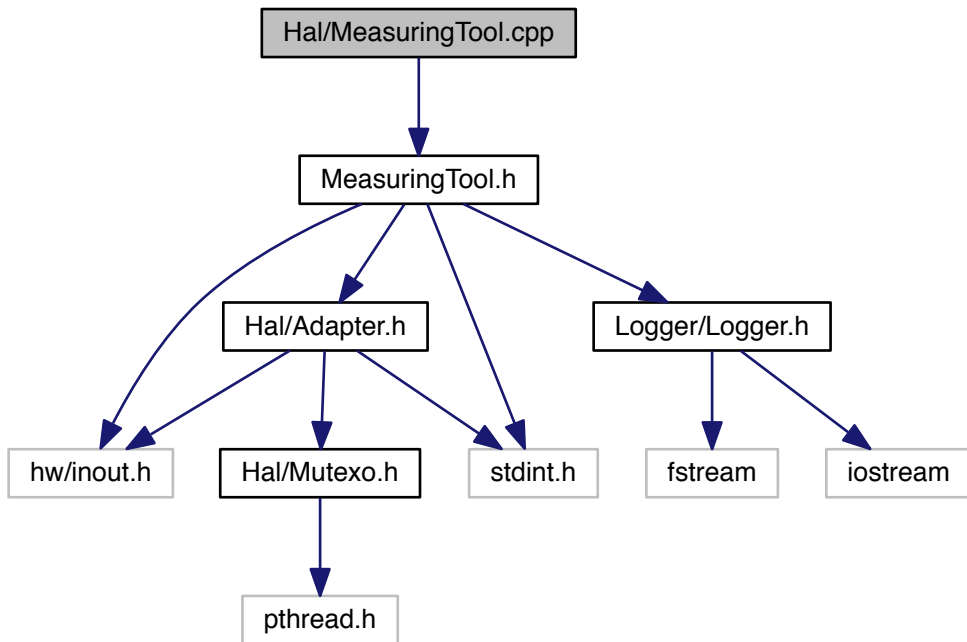 Hal/MeasuringTool.cpp
MeasuringTool.h
Hal/Adapter.h
Logger/Logger.h
hw/inout.h
Hal/Mutexo.h
stdint.h
fstream
iostream
pthread.h